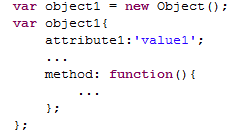 var object1 = new Object();
var object1{
    attribute1:'value1';
    ...
    method: function(){
        ...
    };
};